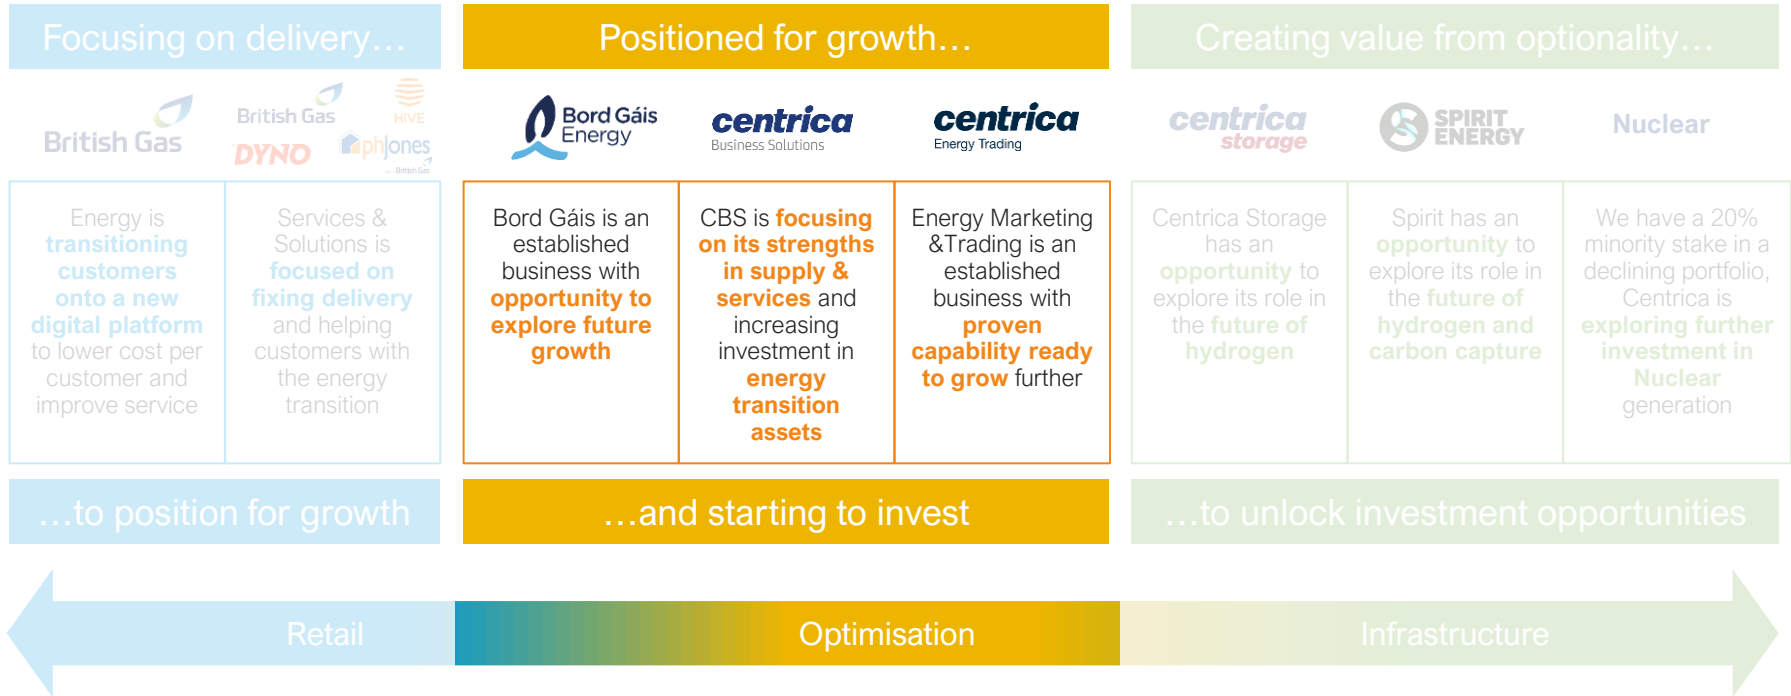 Focusing on delivery…
Positioned for growth…
Creating value from optionality…
British Gas
British Gas
HIVE
DYNO
phJones
British Gas
Bord Gáis
Energy
centrica
Business Solutions
centrica
Energy Trading
centrica
storage
SPIRIT
ENERGY
Nuclear
Energy is
transitioning
customers
onto a new
digital platform
to lower cost per
customer and
improve service
Services &
Solutions is
focused on
fixing delivery
and helping
customers with
the energy
transition
Bord Gáis is an
established
business with
opportunity to
explore future
growth
CBS is focusing
on its strengths
in supply &
services and
increasing
investment in
energy
transition
assets
Energy Marketing
&Trading is an
established
business with
proven
capability ready
to grow further
Centrica Storage
has an
opportunity to
explore its role in
the future of
hydrogen
Spirit has an
opportunity to
explore its role in
the future of
hydrogen and
carbon capture
We have a 20%
minority stake in a
declining portfolio,
Centrica is
exploring further
investment in
Nuclear
generation
…to position for growth
…and starting to invest
…to unlock investment opportunities
Retail
Optimisation
Infrastructure